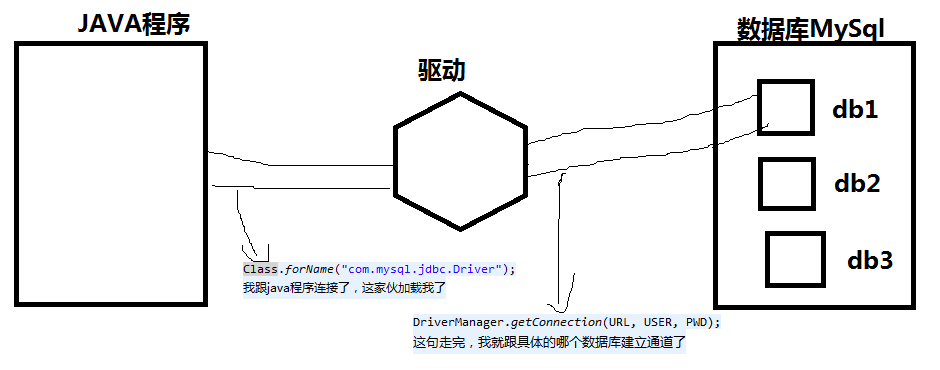 JAVA程序
驱动
数据库MySql
db1
db2
db3
Class.forName("com.mysql.jdbc.Driver");
我跟java程序连接了，这家伙加载我了
DriverManager.getConnection(URL, USER, PWD);
这句走完，我就跟具体的哪个数据库建立通道了